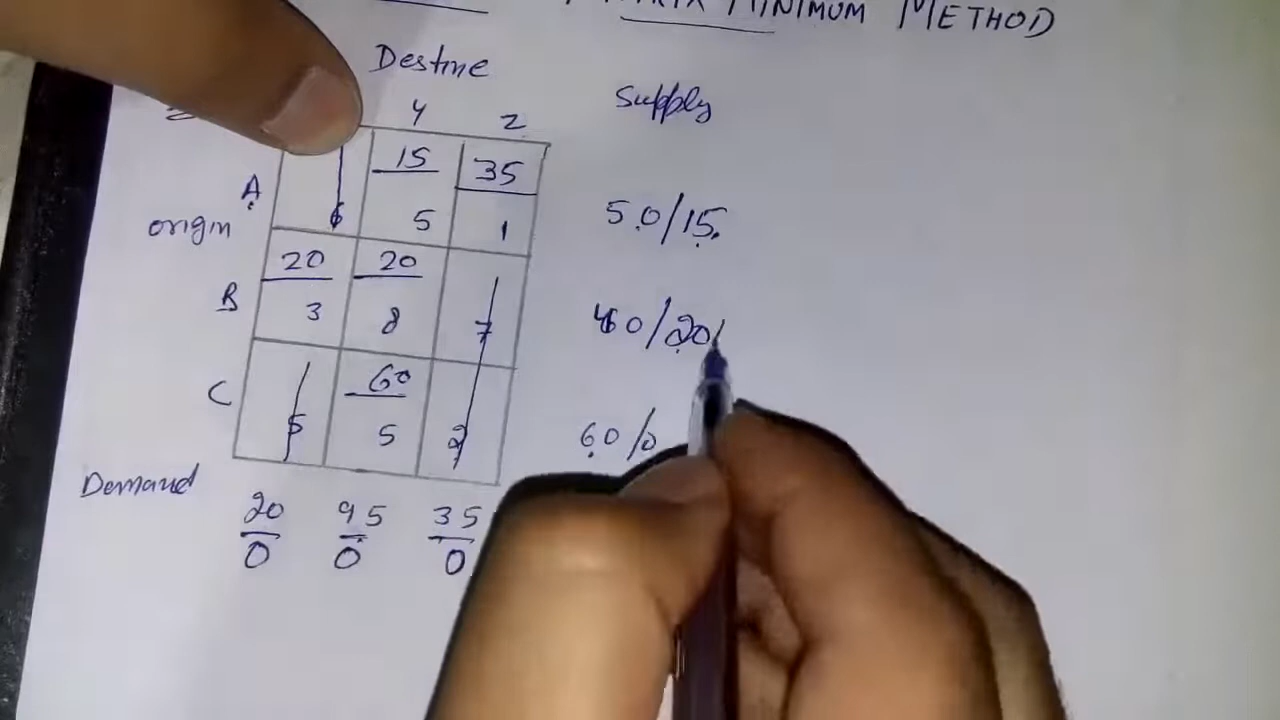 MINIMUM METHOD
Destine
Supply
Y Z
15 35
A 6 5 1 50/15
origin
20 20
B 3 8 7 40/20/
60
C 5 5 2 60/0
Demand
20 95 35
0 0 0